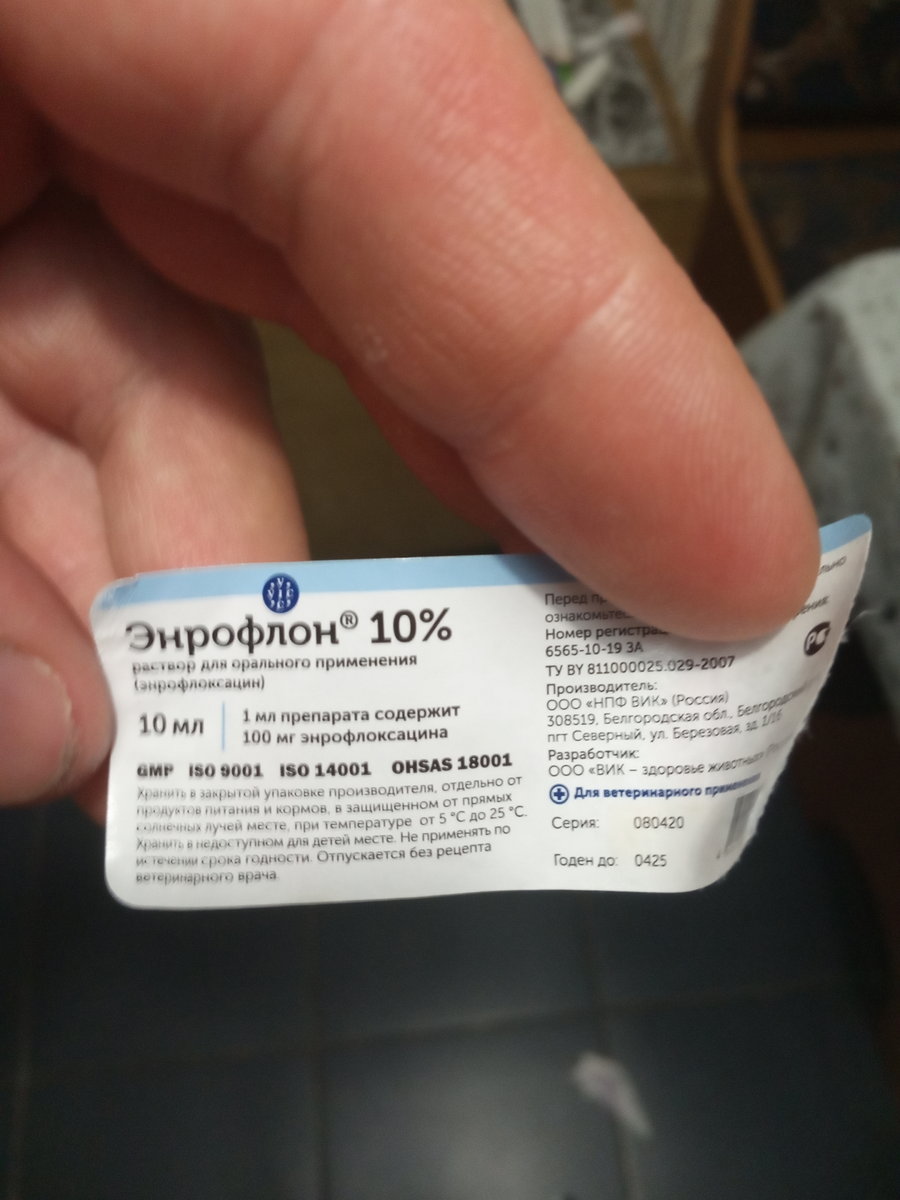 Энрофлон® 10%
раствор для орального применения
(энрофлоксацин)
10 мл
1 мл препарата содержит
100 мг энрофлоксацина
GMP ISO 9001 ISO 14001 OHSAS 18001
Хранить в закрытой упаковке производителя, отдельно от
продуктов питания и кормов, в защищенном от прямых
солнечных лучей месте, при температуре от 5 °C до 25 °C.
Хранить в недоступном для детей месте. Не применять по
истечении срока годности. Отпускается без рецепта
ветеринарного врача.
Перед
Номер
6565-10-19 ЗА
ТУ BY 811000025.029-2007
Производитель:
ООО «НПФ ВИК» (Россия)
308519, Белгородская обл.,
пгт Северный, ул. Березовая, зд. 1/16
Разработчик:
ООО «ВИК – здоровье животных»
Для ветеринарного
Серия: 080420
Годен до: 0425